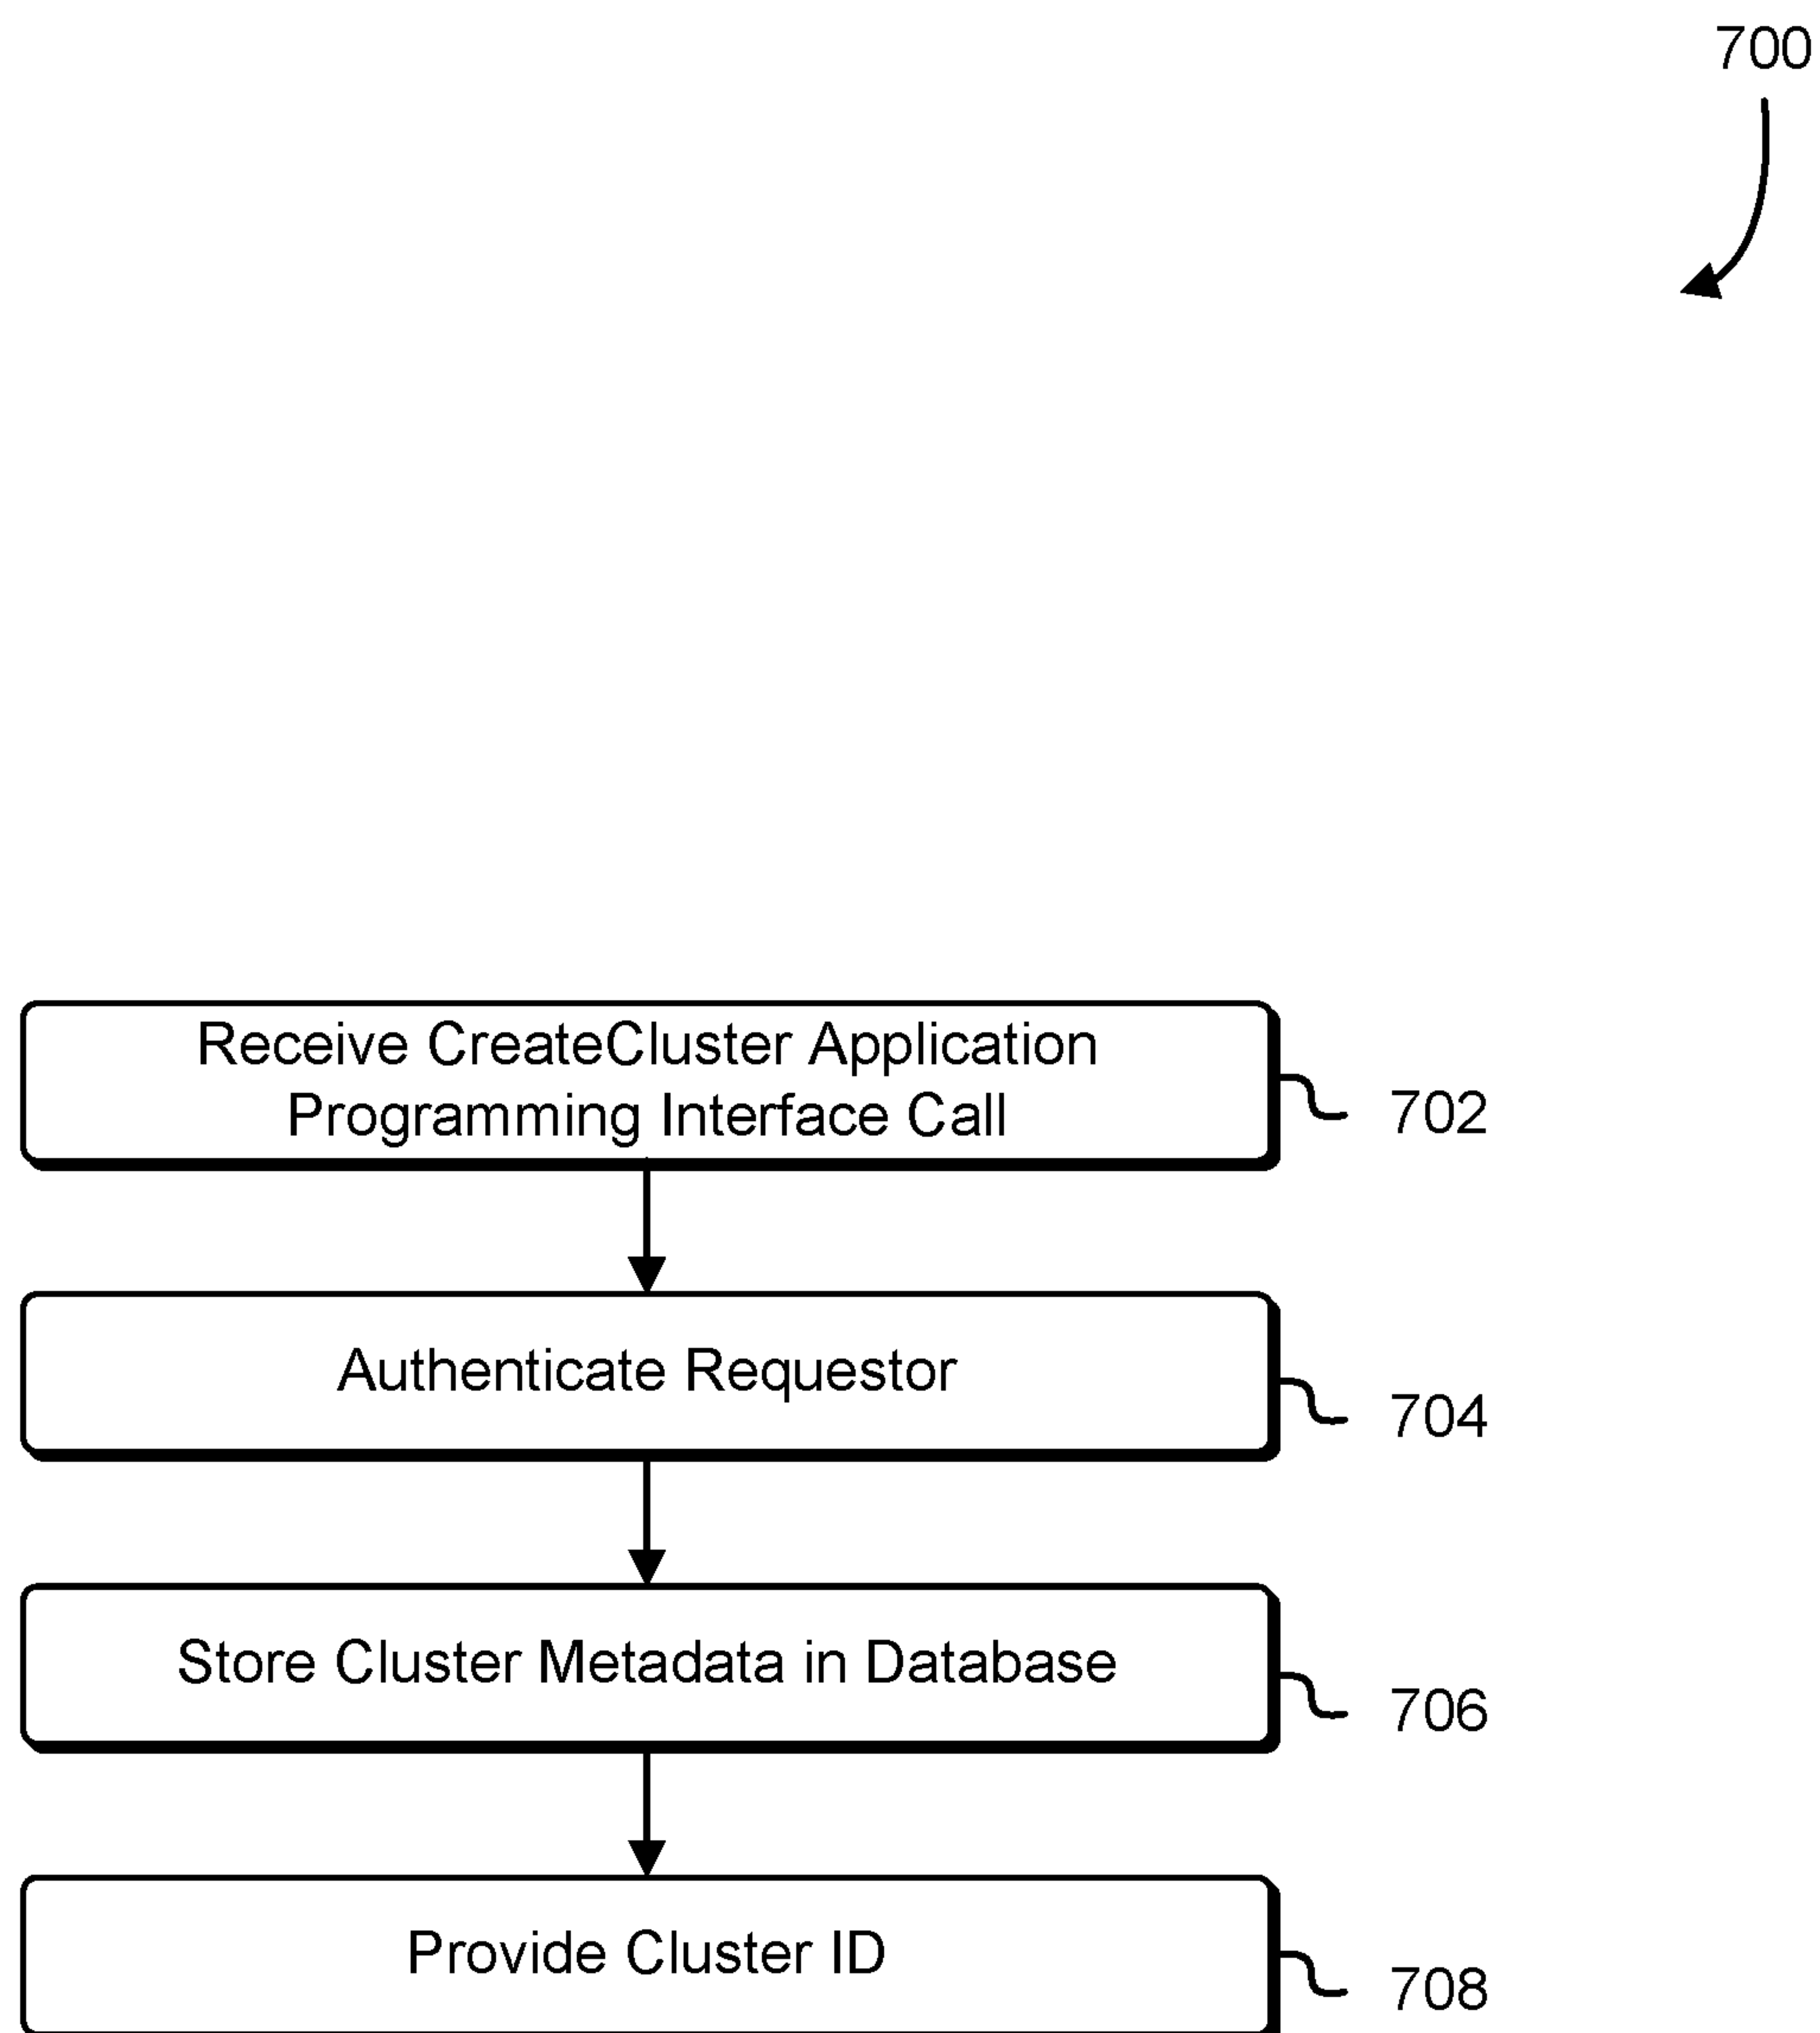 700
Receive CreateCluster Application
Programming Interface Call
702
Authenticate Requestor
704
Store Cluster Metadata in Database
706
Provide Cluster ID
708